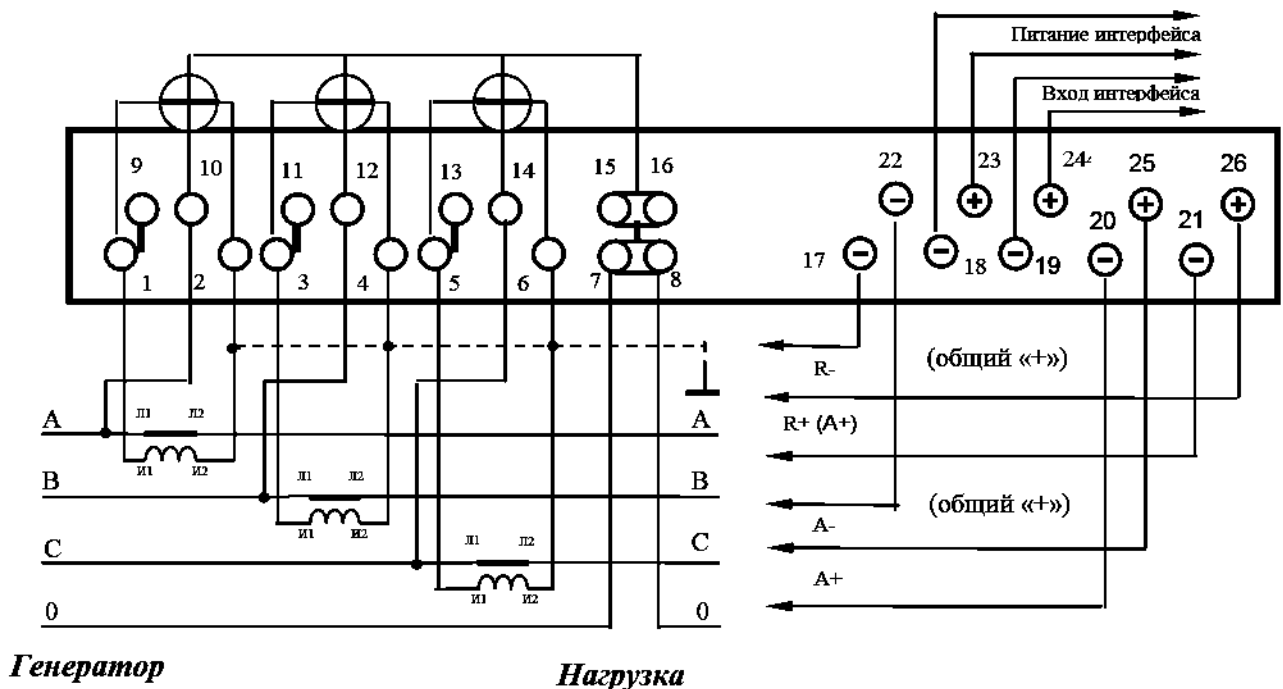 Питание интерфейса
Вход интерфейса
9 10 11 12 13 14 15 16 22 23 24 25 26
20 21
17 18 19
1 2 3 4 5 6 7 8
R-
(общий «+»)
A Л1 Л2 A
R+ (A+)
И1 И2
B Л1 Л2 B
(общий «+»)
A-
И1 И2
C Л1 Л2 C
A+
И1 И2
0 0
Генератор
Нагрузка